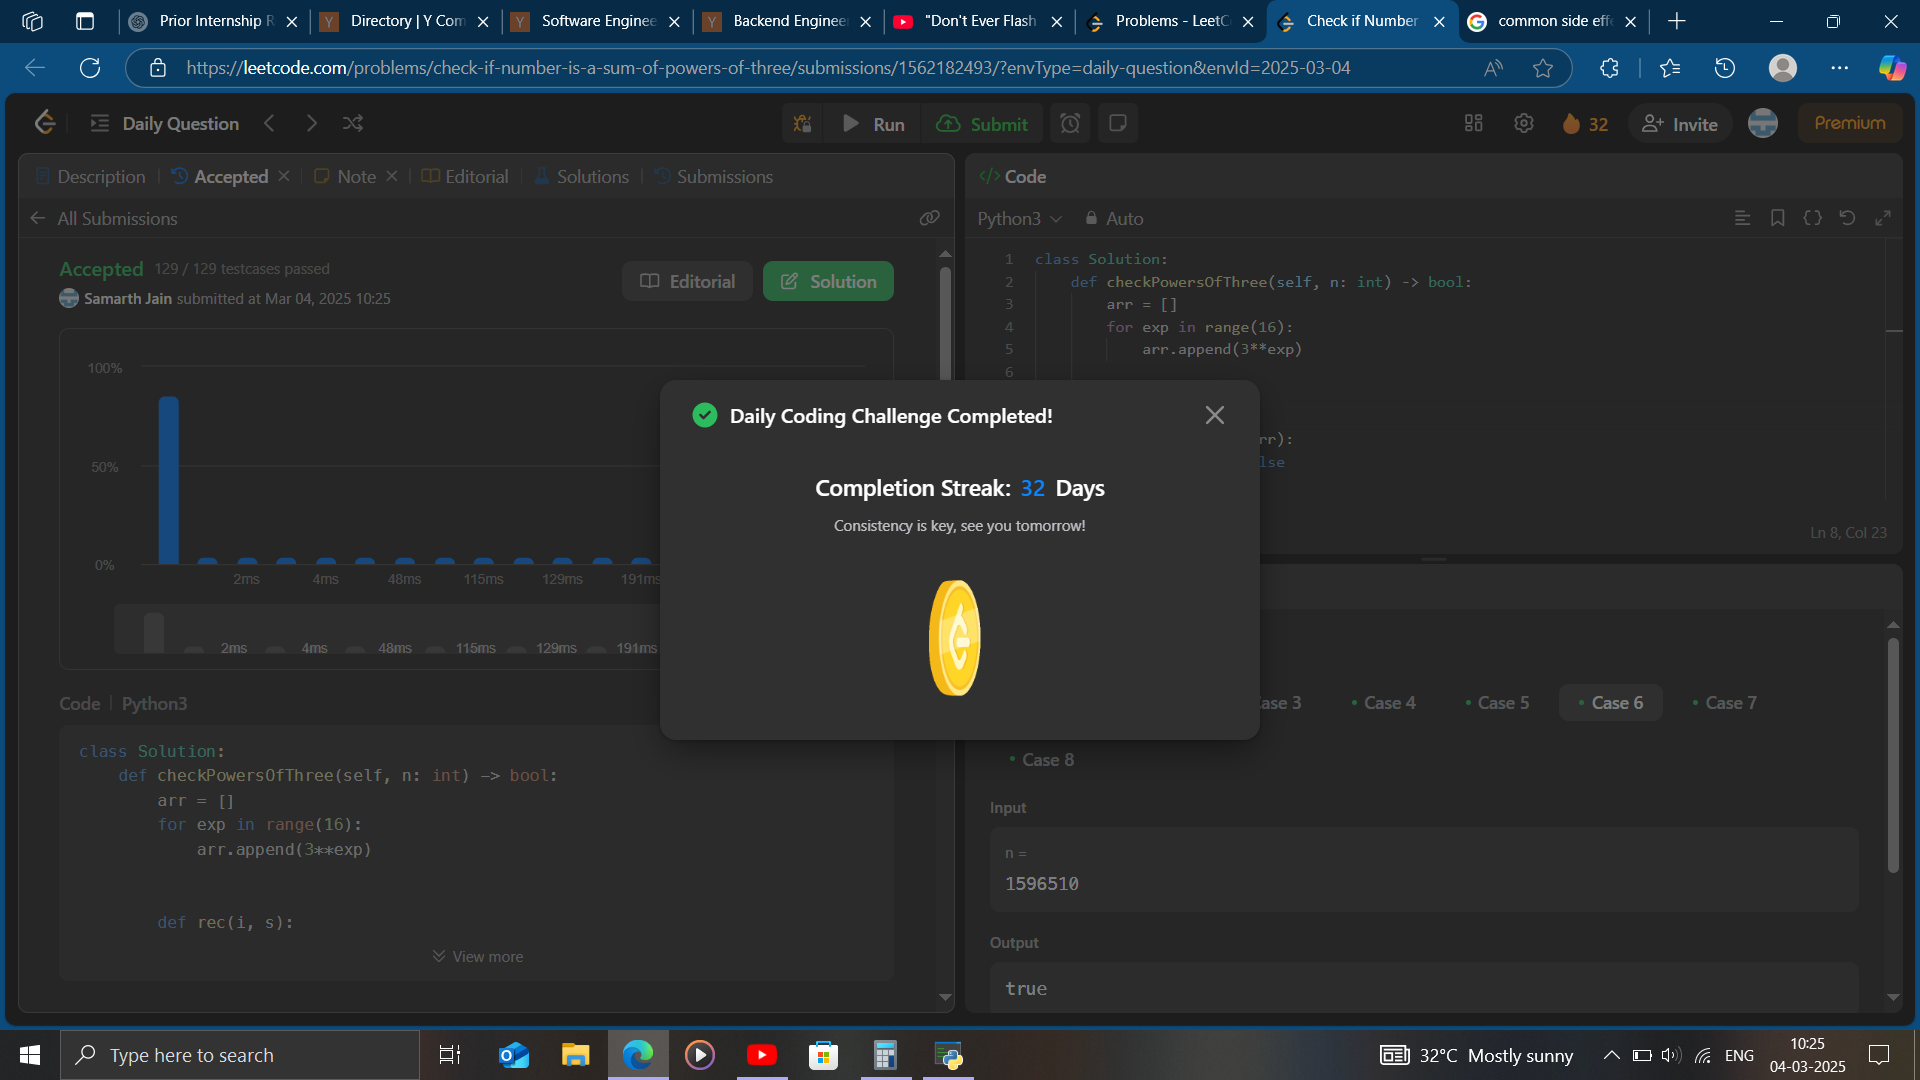 Prior Internship R
Directory | Y Com
Software Enginee
Backend Engineer
"Don't Ever Flash
Problems - LeetC
Check if Number
common side effe
https://leetcode.com/problems/check-if-number-is-a-sum-of-powers-of-three/submissions/1562182493/?envType=daily-question&envId=2025-03-04
Daily Question
Run
Submit
32
Invite
Premium
Description
Accepted
Note
Editorial
Solutions
Submissions
All Submissions
Accepted 129 / 129 testcases passed
Samarth Jain submitted at Mar 04, 2025 10:25
Editorial
Solution
100%
50%
0%
2ms 4ms 48ms 115ms 129ms 191ms
2ms 4ms 48ms 115ms 129ms 191ms
Code | Python3
class Solution:
def checkPowersOfThree(self, n: int) -> bool:
arr = []
for exp in range(16):
arr.append(3**exp)
def rec(i, s):
View more
Daily Coding Challenge Completed!
Completion Streak: 32 Days
Consistency is key, see you tomorrow!
</> Code
Python3
Auto
1 class Solution:
2 def checkPowersOfThree(self, n: int) -> bool:
3 arr = []
4 for exp in range(16):
5 arr.append(3**exp)
6
rr):
lse
Ln 8, Col 23
ase 3
Case 4
Case 5
Case 6
Case 7
Case 8
Input
n =
1596510
Output
true
Type here to search
32°C Mostly sunny
ENG
10:25
04-03-2025